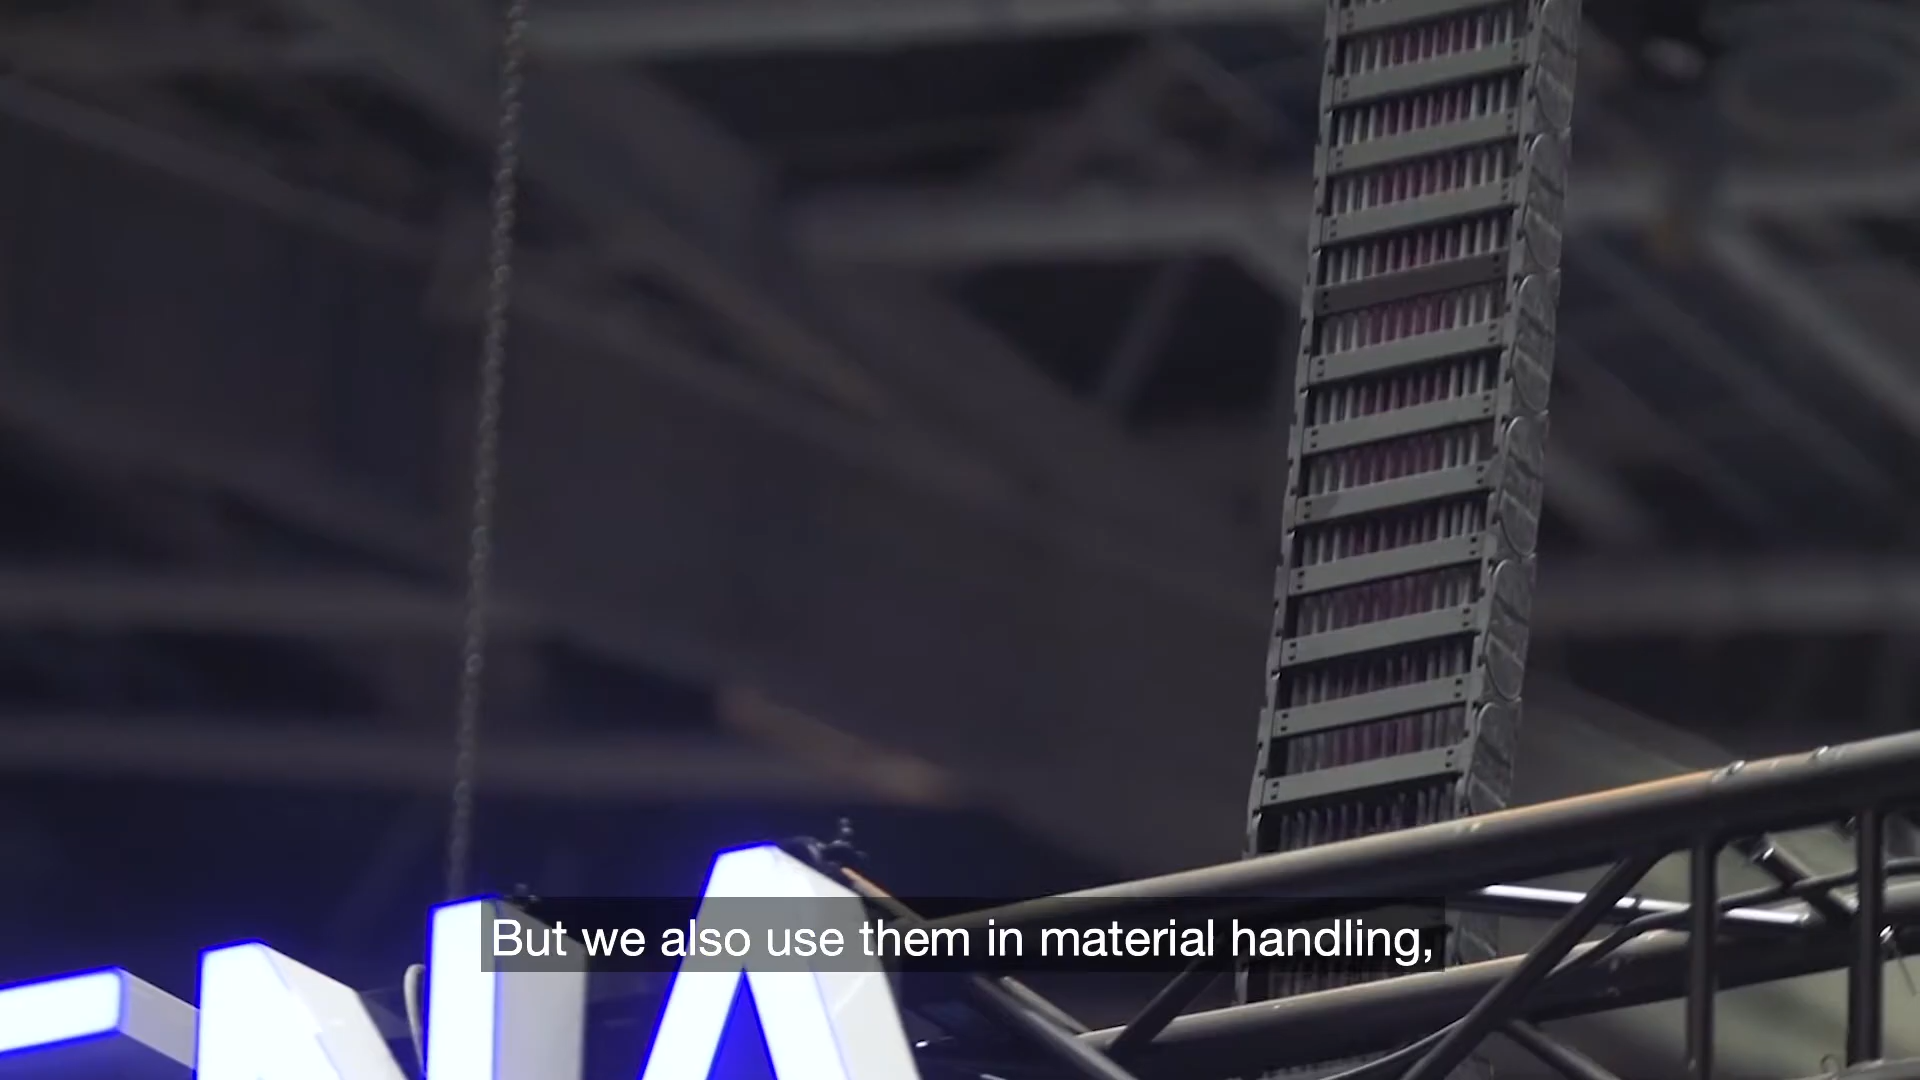 But we also use them in material handling,